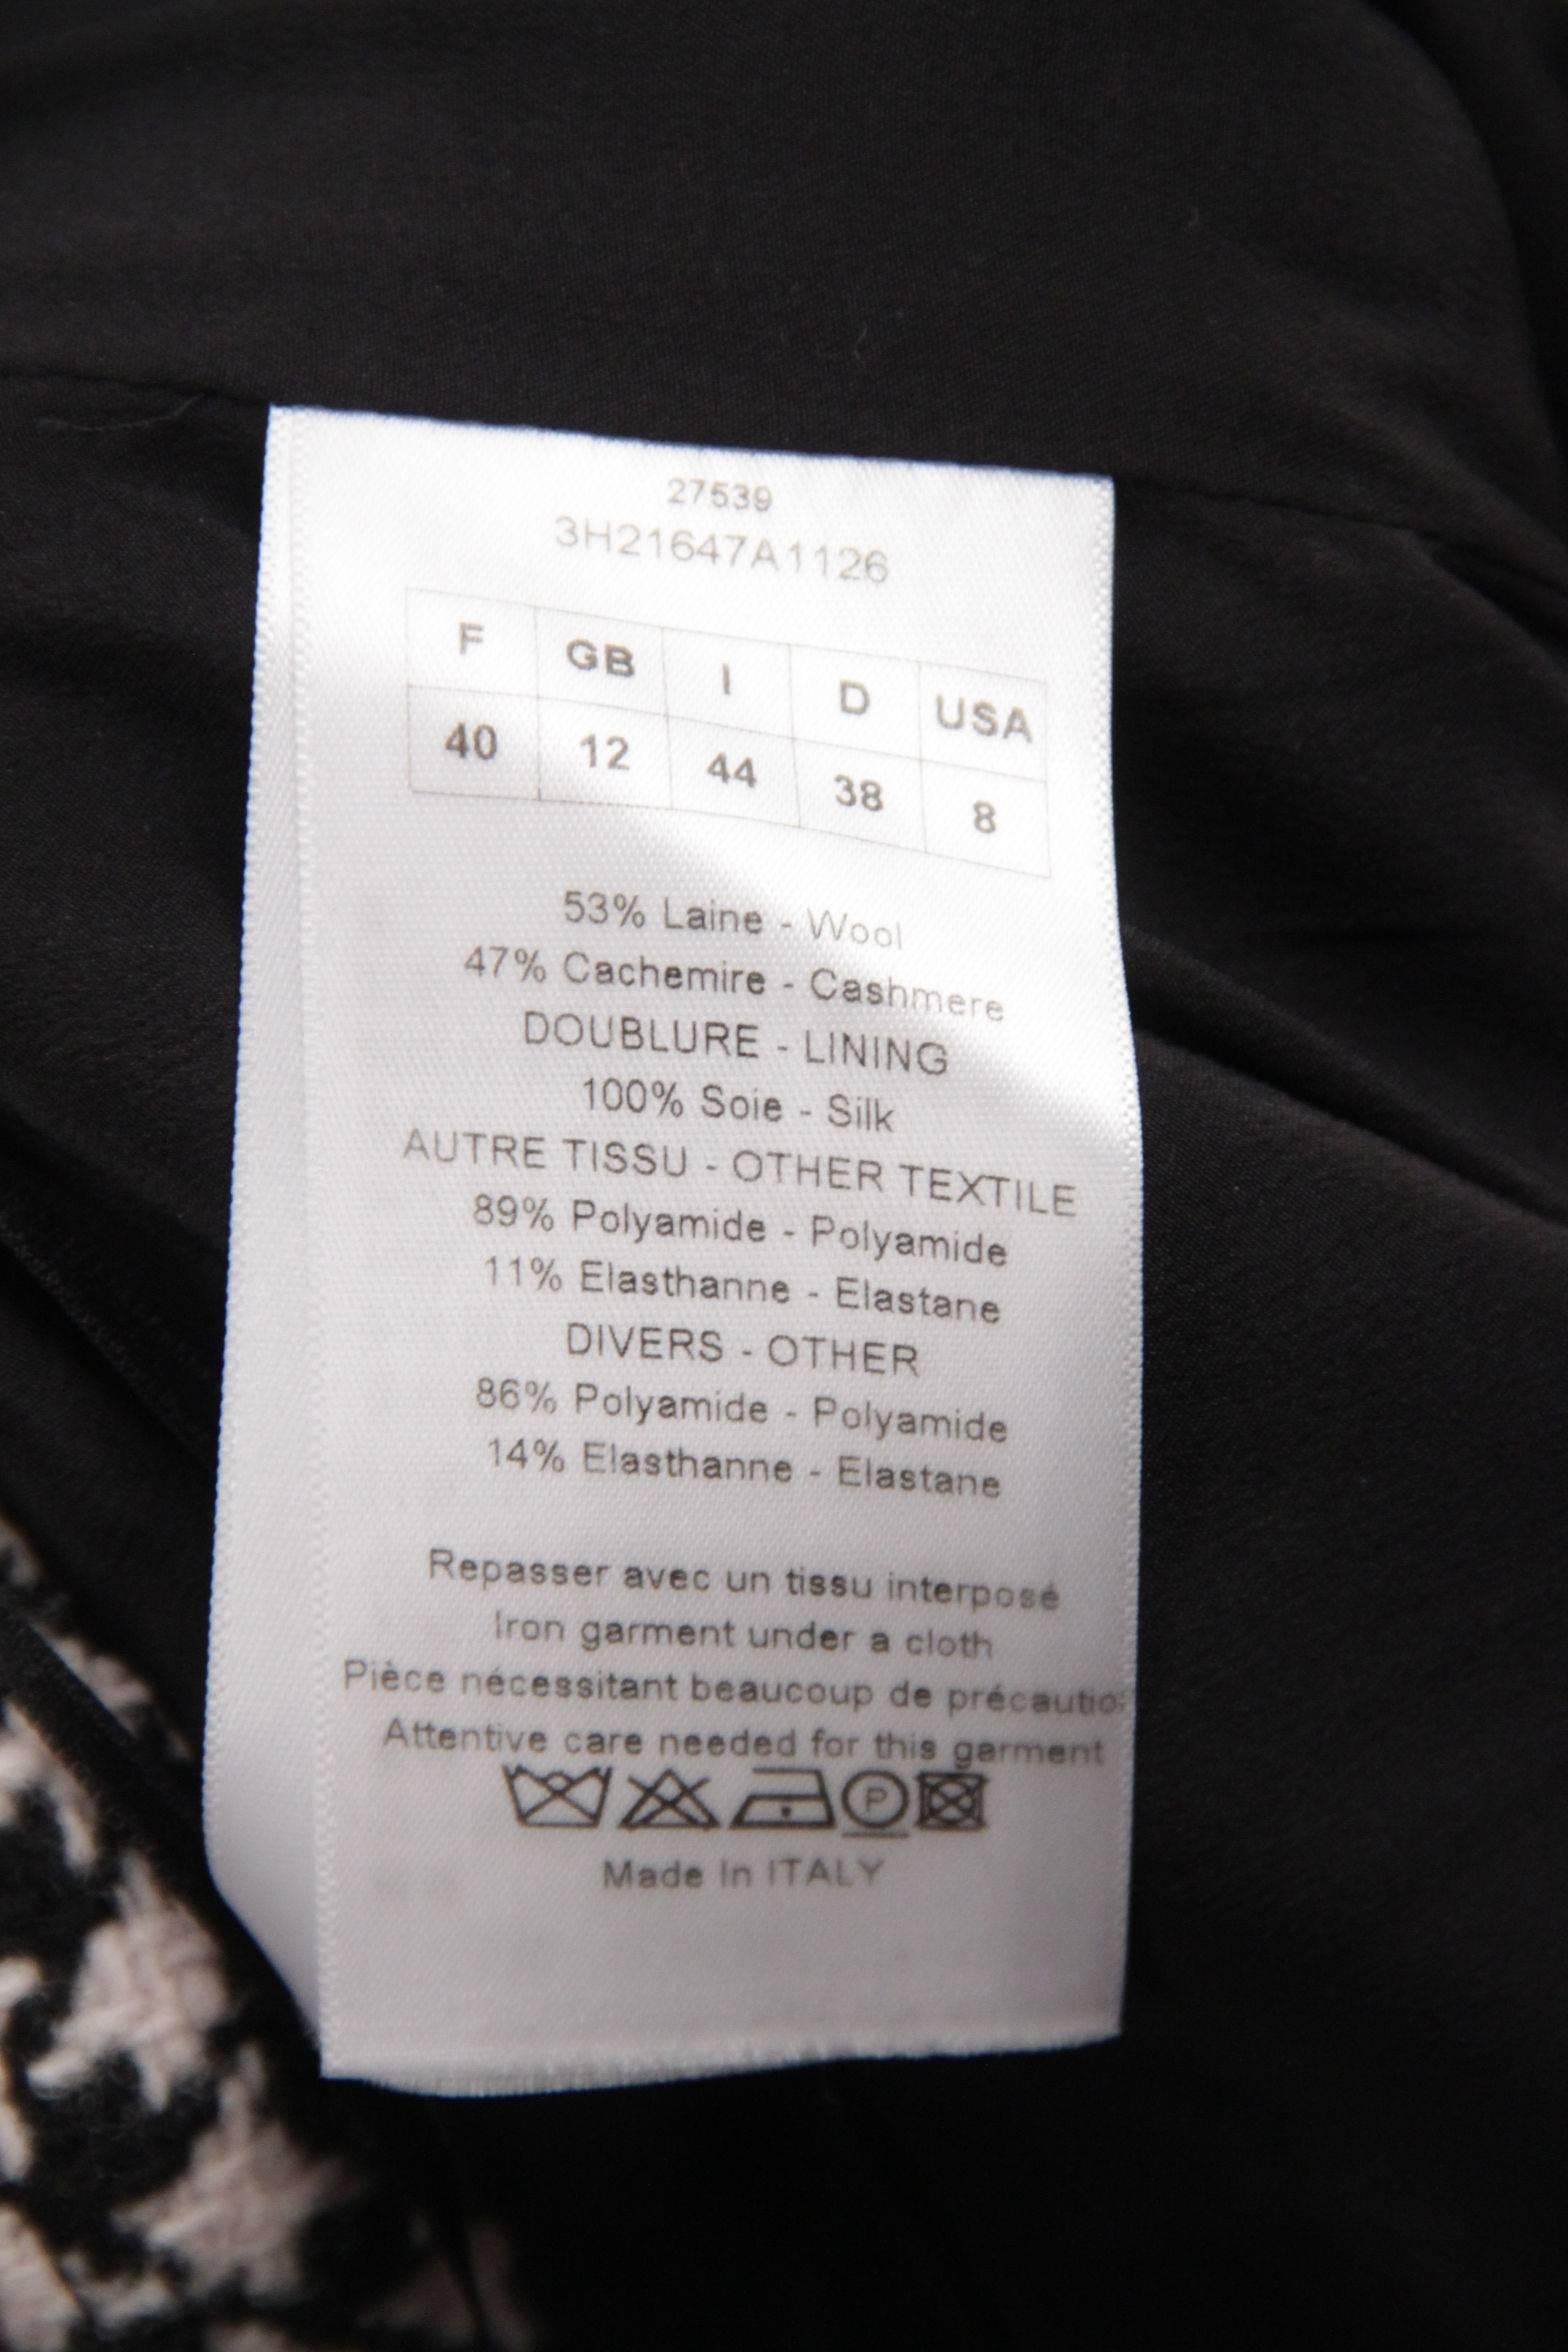 27539
3H21647A1126
F GB I D USA
40 12 44 38 8
53% Laine - Wool
47% Cachemire - Cashmere
DOUBLURE - LINING
100% Soie - Silk
AUTRE TISSU - OTHER TEXTILE
89% Polyamide - Polyamide
11% Elasthanne - Elastane
DIVERS - OTHER
86% Polyamide - Polyamide
14% Elasthanne - Elastane
Repasser avec un tissu interposé
Iron garment under a cloth
Pièce nécessitant beaucoup de précautio
Attentive care needed for this garment
P
Made In ITALY